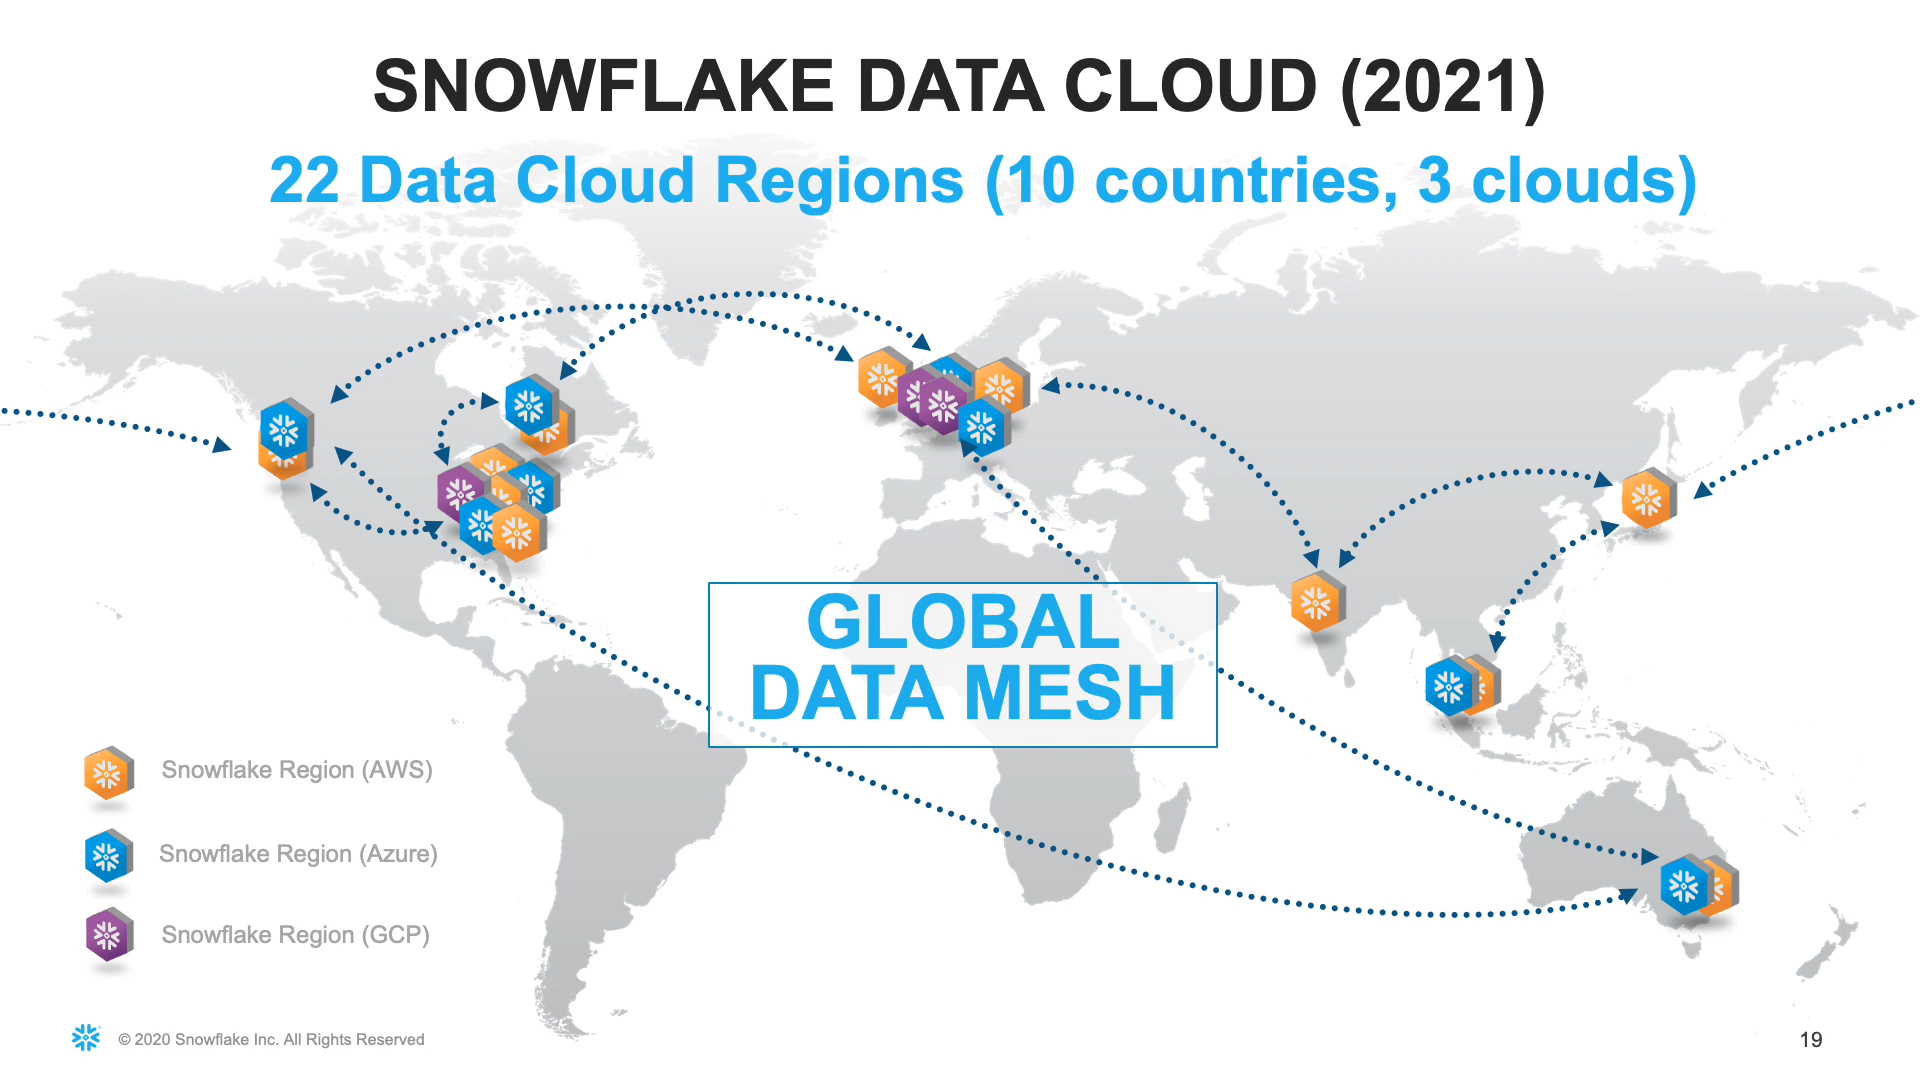 SNOWFLAKE DATA CLOUD (2021)
22 Data Cloud Regions (10 countries, 3 clouds)
GLOBAL
DATA MESH
Snowflake Region (AWS)
Snowflake Region (Azure)
Snowflake Region (GCP)
© 2020 Snowflake Inc. All Rights Reserved
19